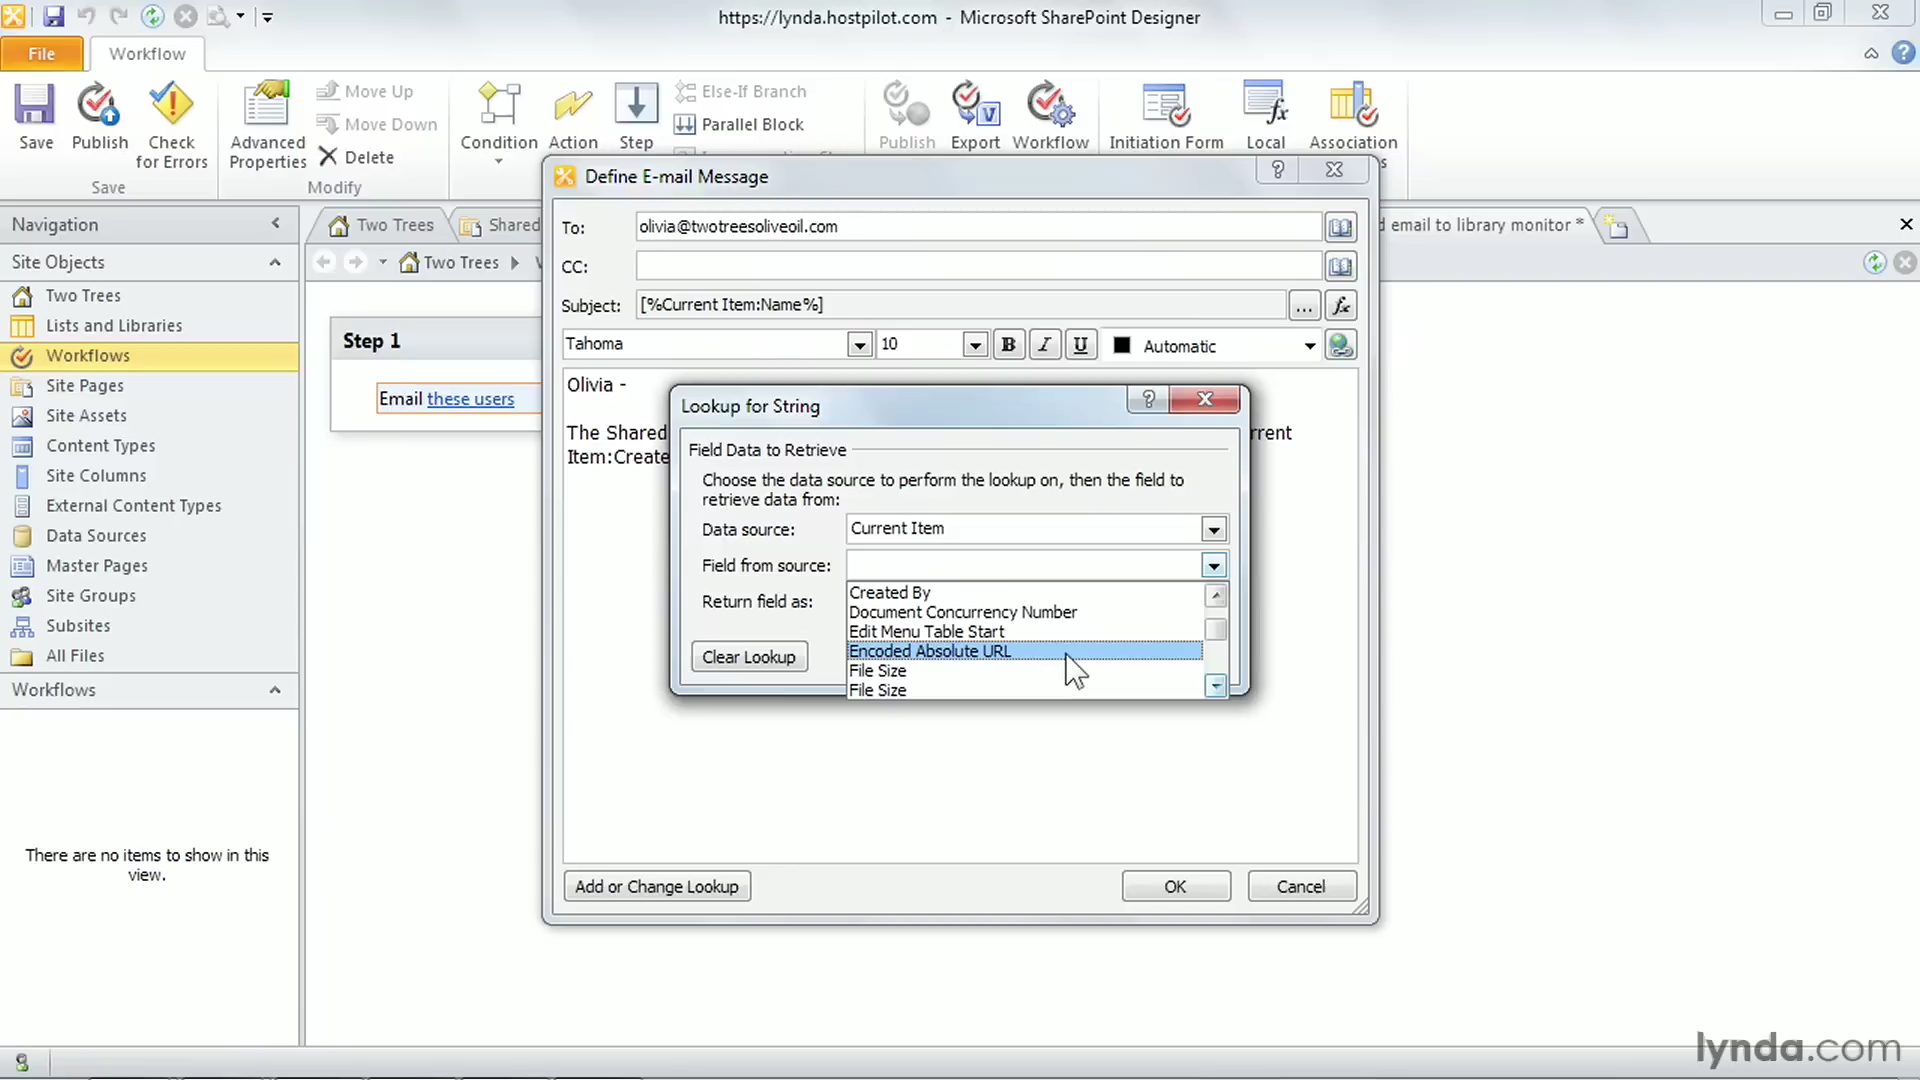 https://lynda.hostpilot.com - Microsoft SharePoint Designer
File
Workflow
Save
Publish
Check
for Errors
Save
Advanced
Properties
Move Up
Move Down
Delete
Modify
Condition
Action
Step
Else-If Branch
Parallel Block
Publish
Export
Workflow
Initiation Form
Local
Association
Navigation
Site Objects
Two Trees
Lists and Libraries
Workflows
Site Pages
Site Assets
Content Types
Site Columns
External Content Types
Data Sources
Master Pages
Site Groups
Subsites
All Files
Workflows
There are no items to show in this
view.
Two Trees
Shared
d email to library monitor *
Two Trees
Step 1
Email these users
Define E-mail Message
To:
olivia@twotreesoliveoil.com
CC:
Subject:
[%Current Item:Name%]
...
fx
Tahoma
10
B
I
U
Automatic
Olivia -
The Shared
rrent
Item:Create
Lookup for String
Field Data to Retrieve
Choose the data source to perform the lookup on, then the field to
retrieve data from:
Data source:
Current Item
Field from source:
Return field as:
Created By
Document Concurrency Number
Edit Menu Table Start
Encoded Absolute URL
File Size
File Size
Clear Lookup
Add or Change Lookup
OK
Cancel
lynda.com